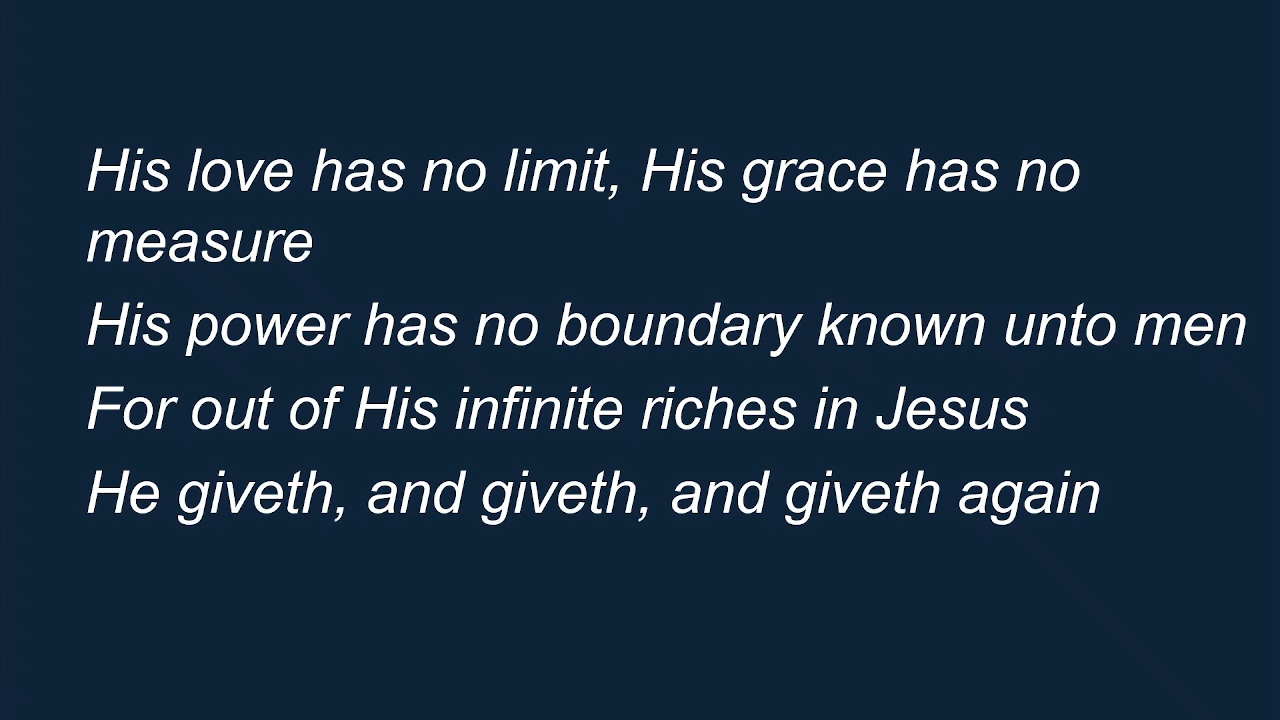 His love has no limit, His grace has no
measure
His power has no boundary known unto men
For out of His infinite riches in Jesus
He giveth, and giveth, and giveth again